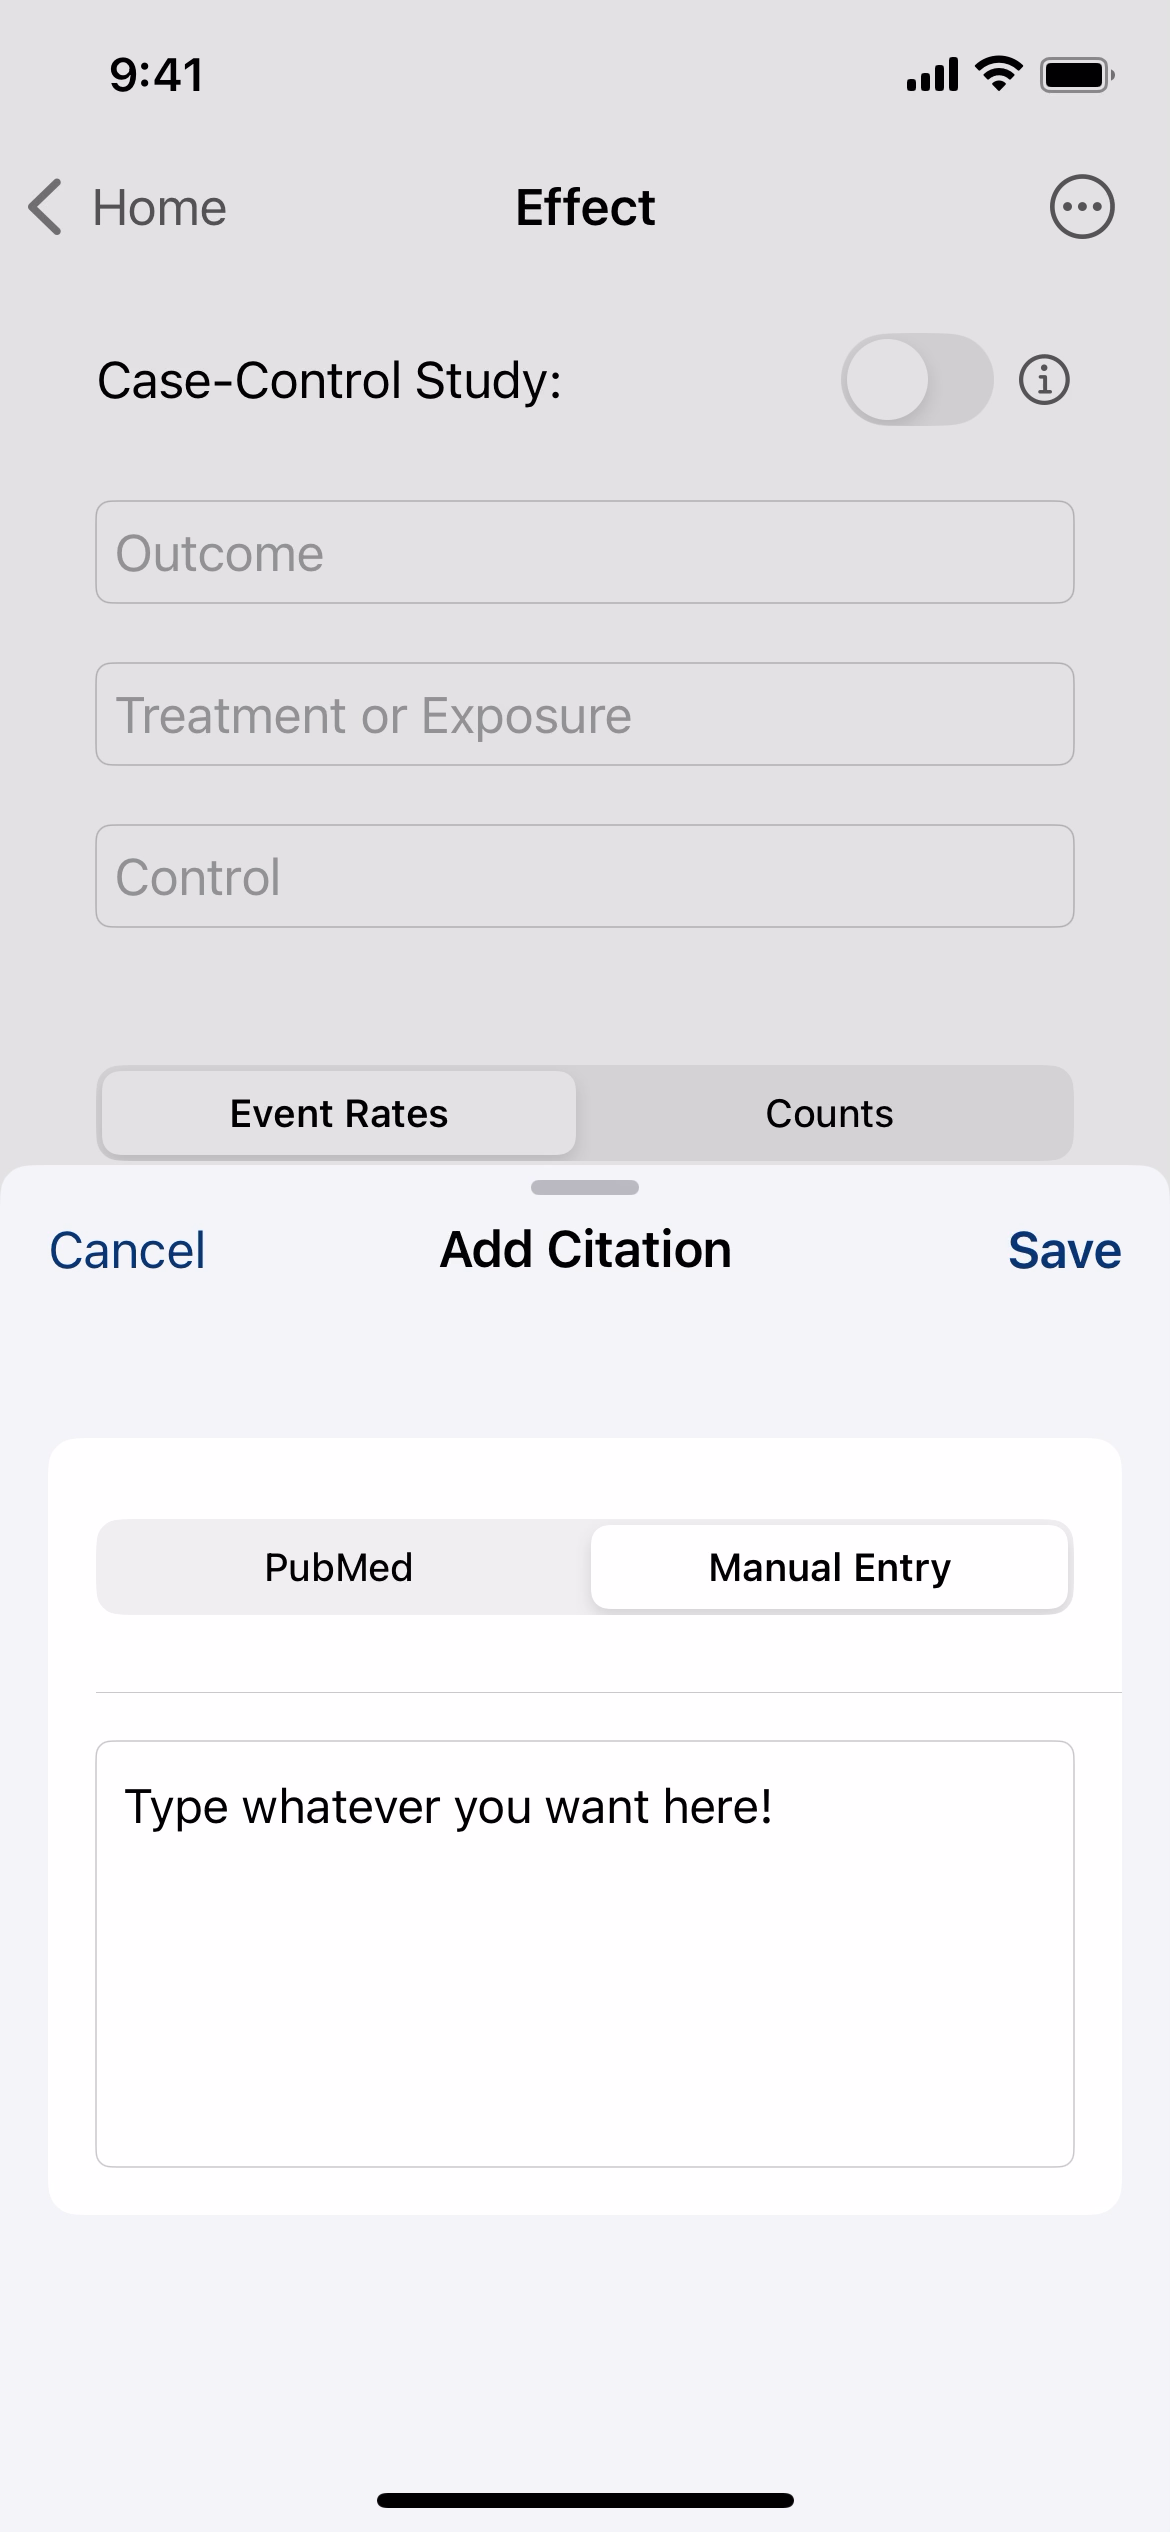 9:41
Home
Effect
Case-Control Study:
Outcome
Treatment or Exposure
Control
Event Rates
Counts
Cancel
Add Citation
Save
PubMed
Manual Entry
Type whatever you want here!